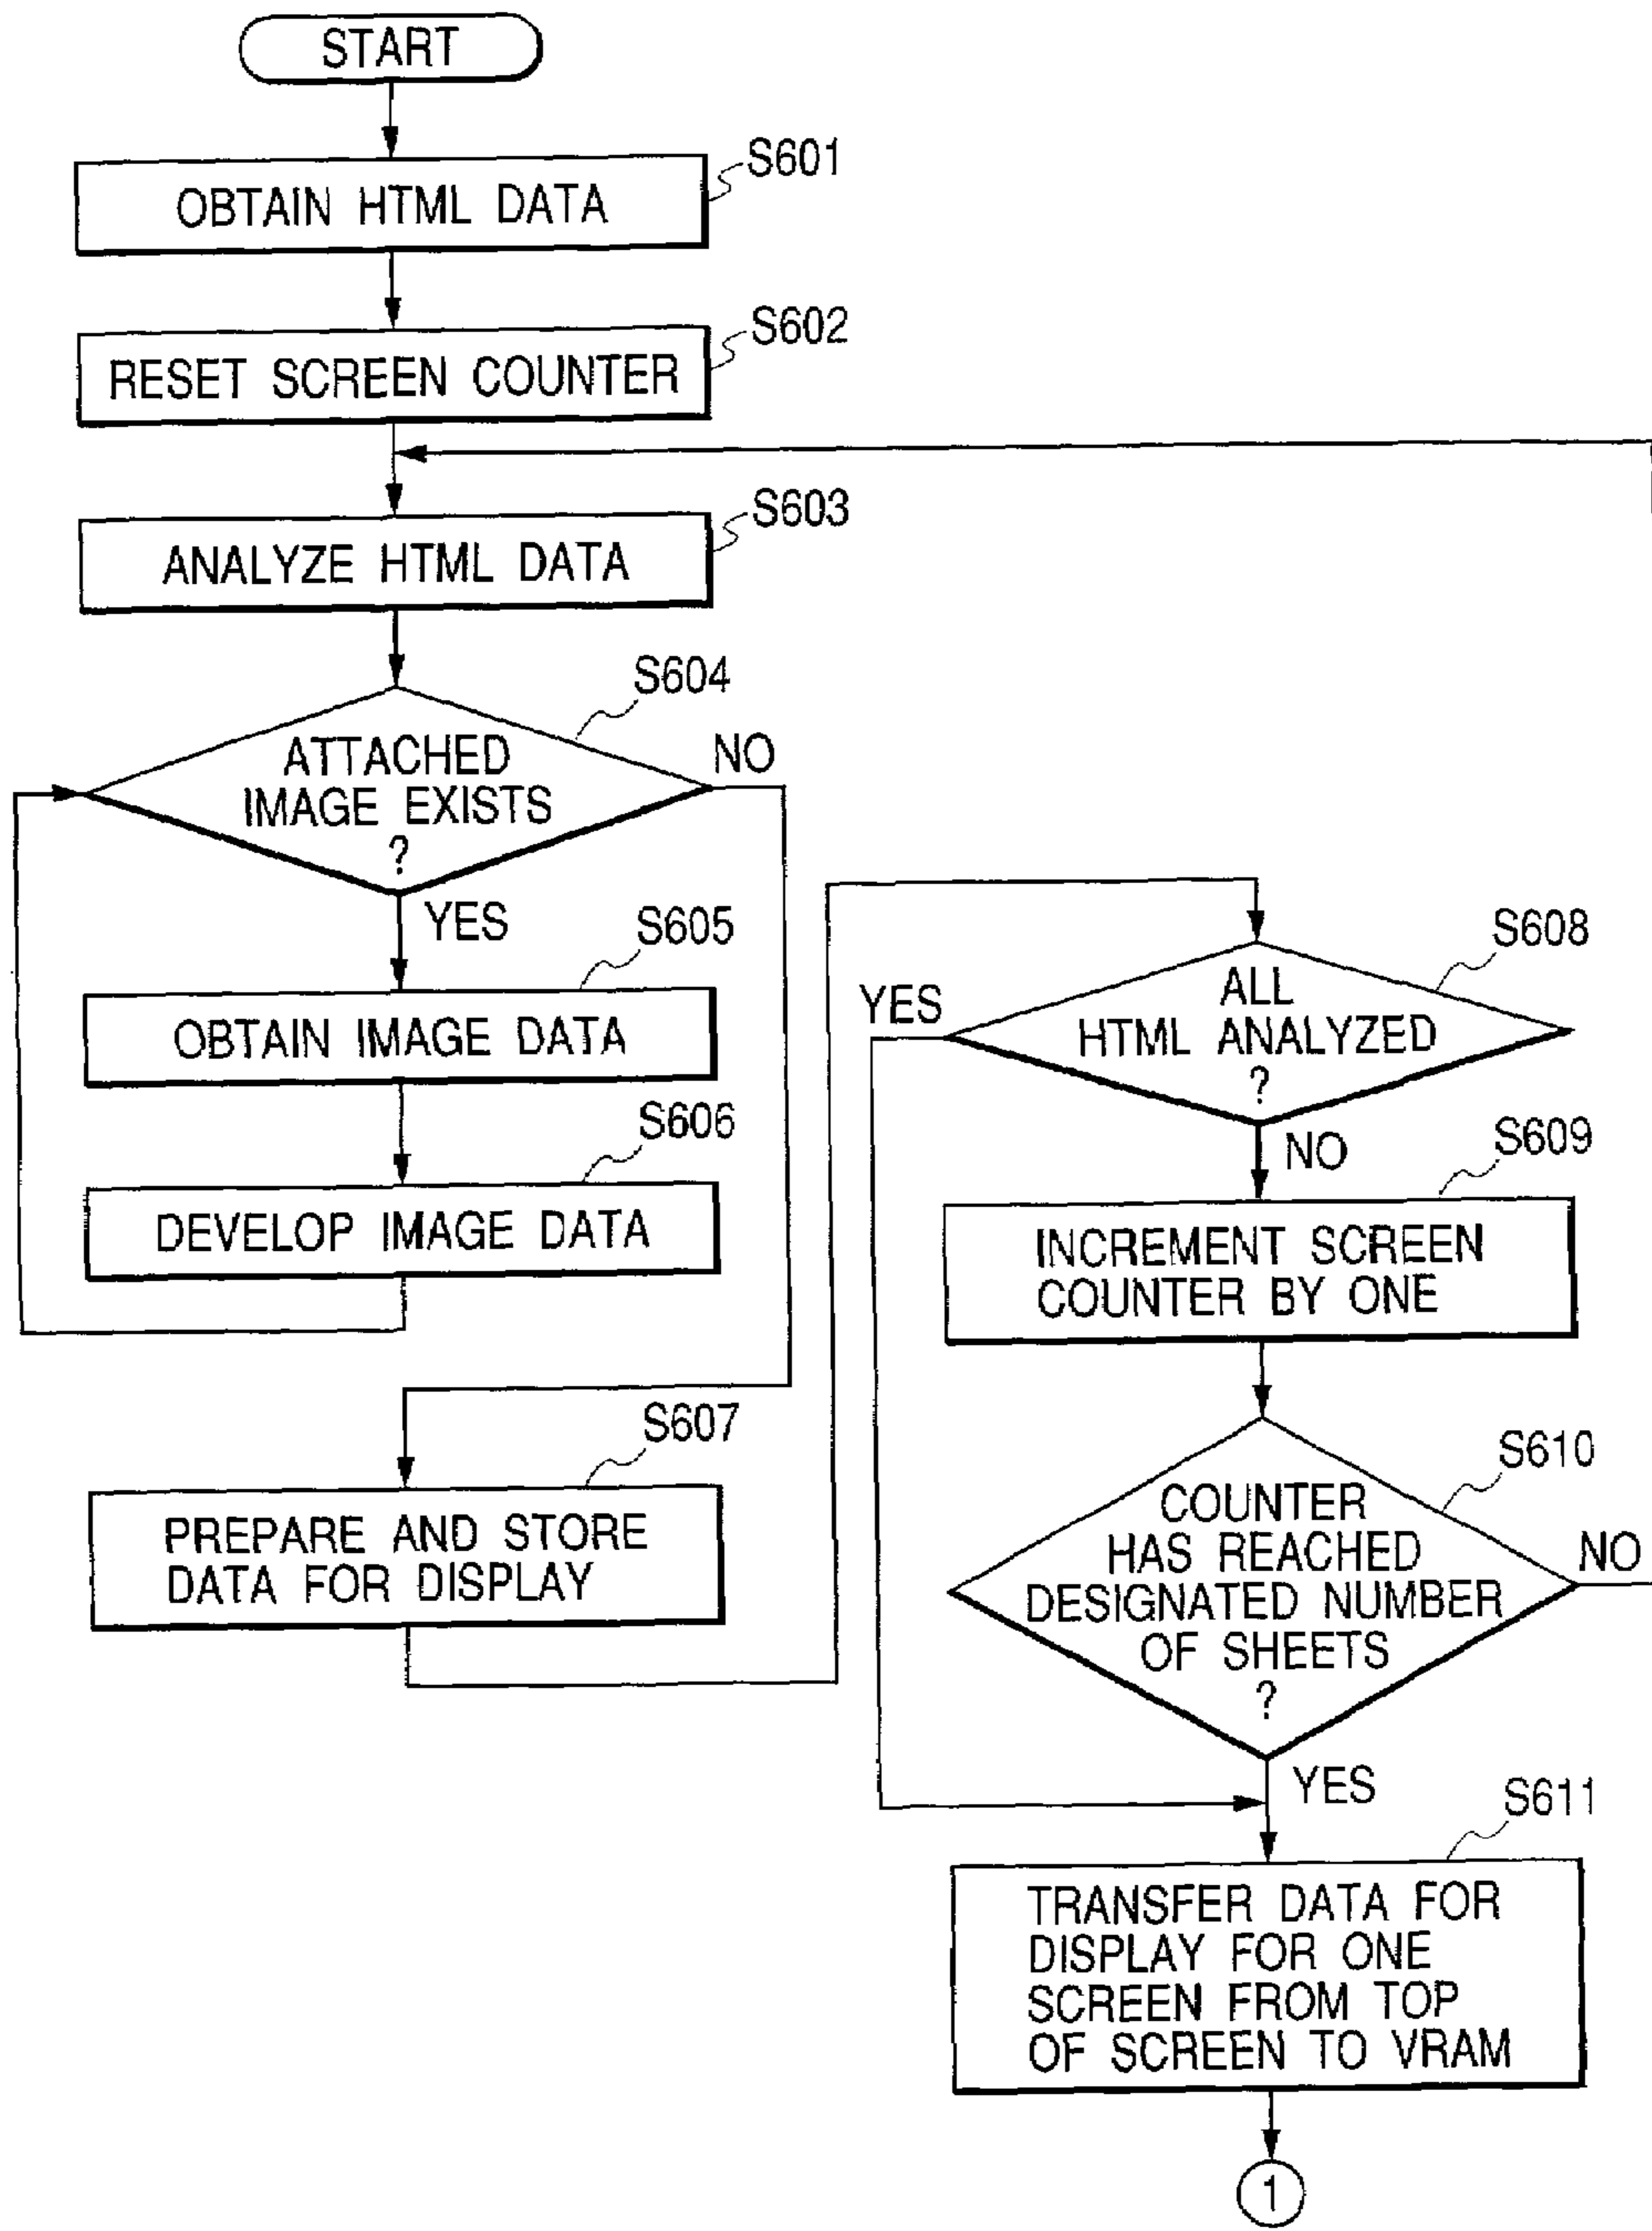 START
S601
OBTAIN HTML DATA
S602
RESET SCREEN COUNTER
S603
ANALYZE HTML DATA
S604
ATTACHED
IMAGE EXISTS
?
NO
YES
S605
OBTAIN IMAGE DATA
S606
DEVELOP IMAGE DATA
S607
PREPARE AND STORE
DATA FOR DISPLAY
S608
ALL
HTML ANALYZED
?
YES
NO
S609
INCREMENT SCREEN
COUNTER BY ONE
S610
COUNTER
HAS REACHED
DESIGNATED NUMBER
OF SHEETS
?
NO
YES
S611
TRANSFER DATA FOR
DISPLAY FOR ONE
SCREEN FROM TOP
OF SCREEN TO VRAM
1